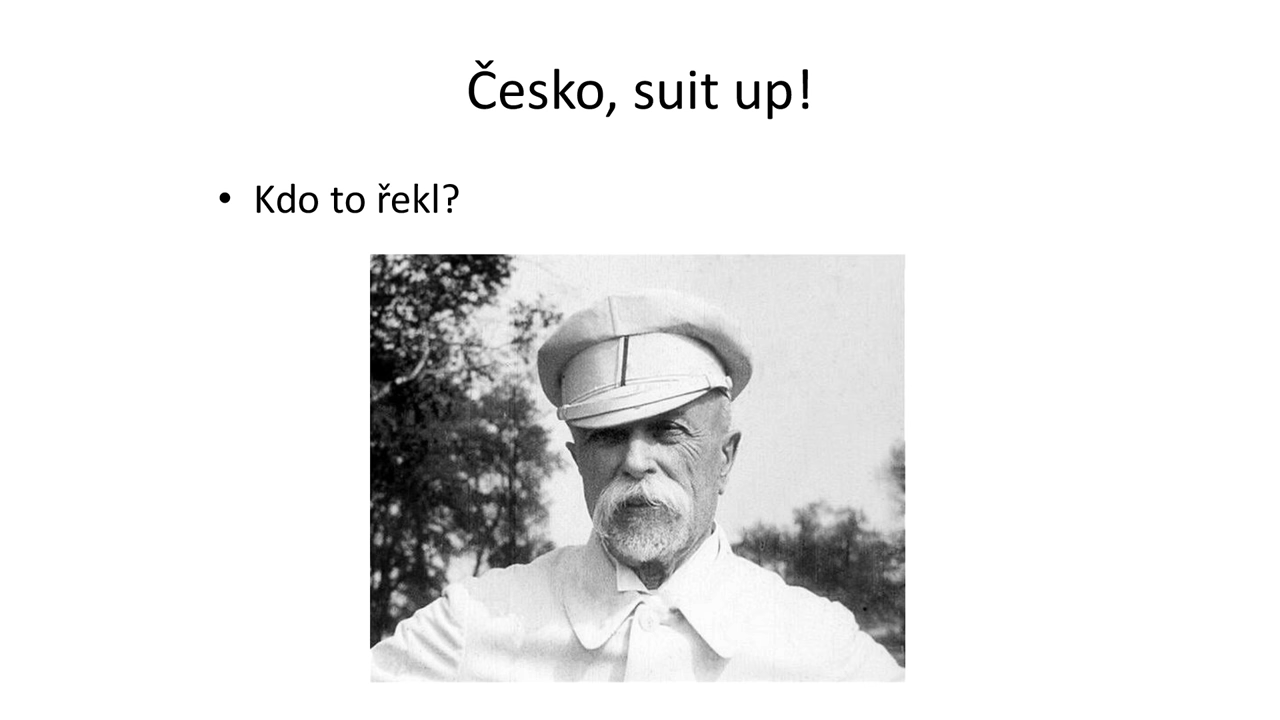 Česko, suit up!
• Kdo to řekl?